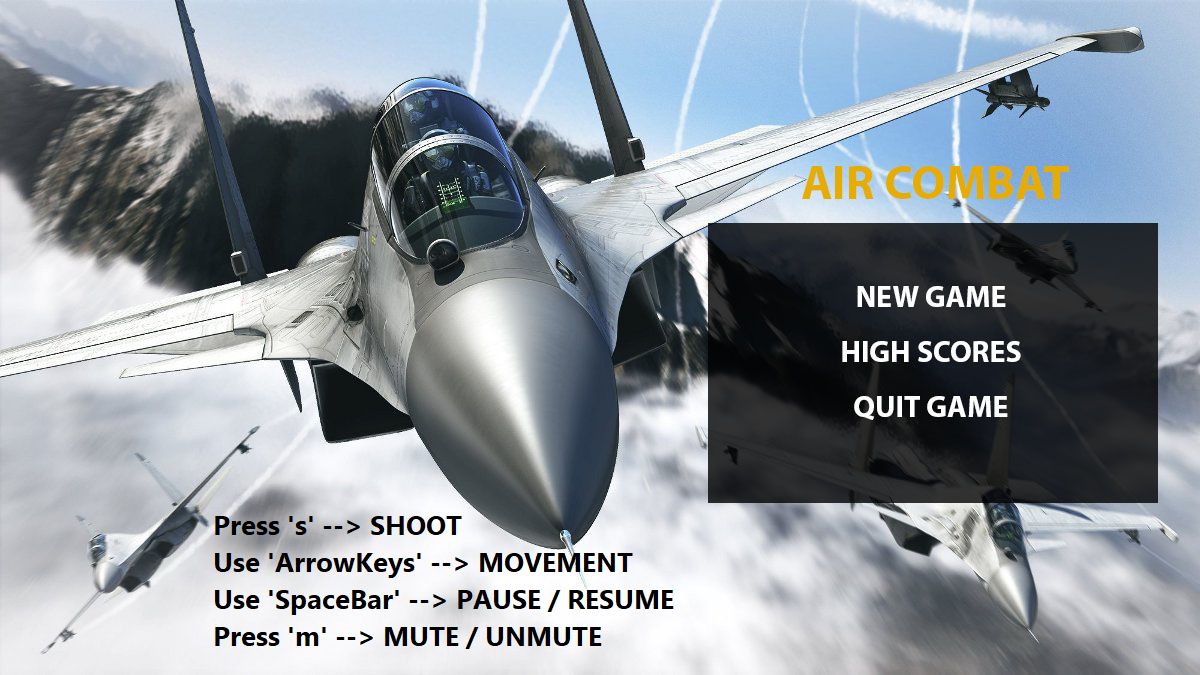 AIR COMBAT
NEW GAME
HIGH SCORES
QUIT GAME
Press 's' --> SHOOT
Use 'ArrowKeys' --> MOVEMENT
Use 'SpaceBar' --> PAUSE / RESUME
Press 'm' --> MUTE / UNMUTE